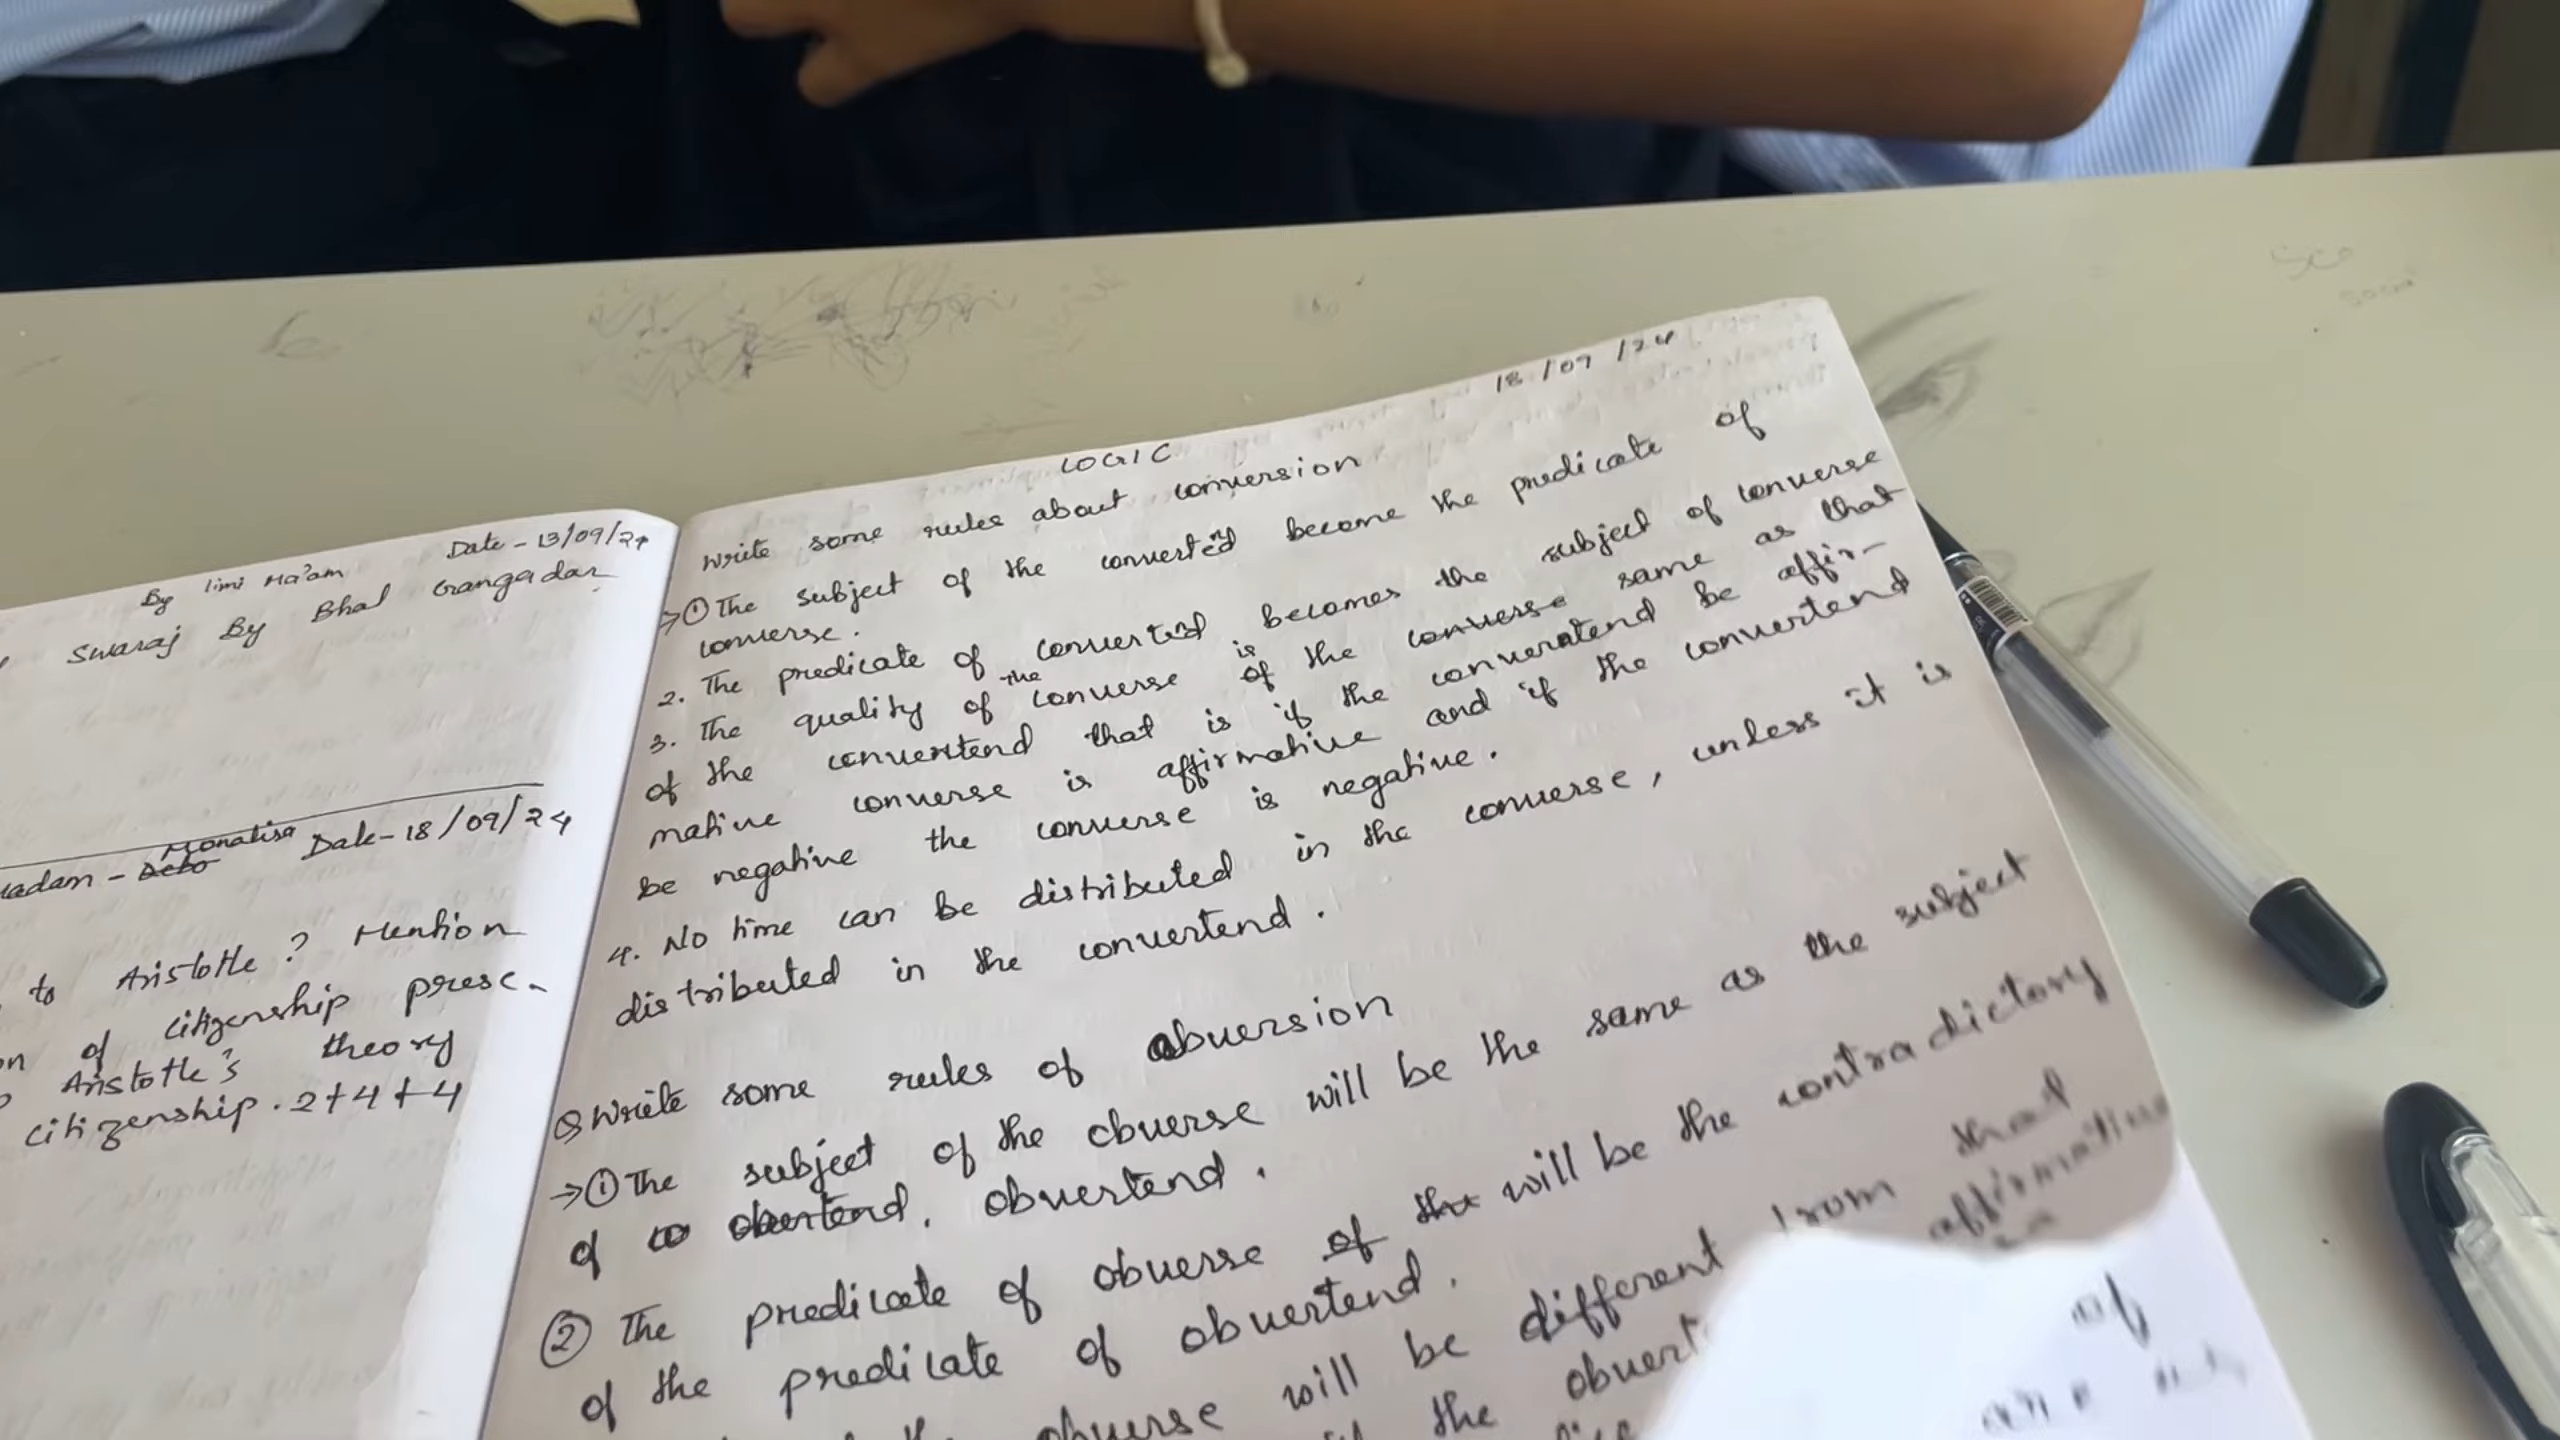 By limi Ma'am Date - 13/09/24
Swaraj By Bhal Gangadar
Monalisa
adam - Debo Date - 18/09/24
to Aristotle ? Mention
of citizenship presc-
Aristotle's theory
citizenship. 2+4+4
18/09/24
LOGIC
Write some rules about conversion
→① The subject of the converted become the predicate of
converse.
2. The predicate of converted becomes the subject of converse
3. The quality of the converse is of the converse same as that
of the convertend that is if the converatend be affir-
mative converse is affirmative and if the convertend
be negative the converse is negative.
4. No time can be distributed in the converse, unless it is
distributed in the convertend.
Q Write some rules of obversion
→① The subject of the obverse will be the same as the subject
of obvertend.
② The predicate of obverse of the will be the contradictory
of the predicate of obvertend.
obverse will be different from that
the affirmative
of